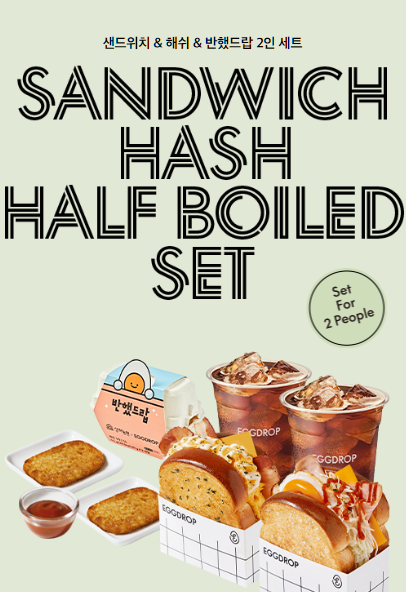 샌드위치 & 해쉬 & 반했드랍 2인 세트
SANDWICH
HASH
HALF BOILED
SET
Set
For
2 People
반했드랍
EGGDROP
EGGDROP
EGGDROP
EGGDROP
EGGDROP